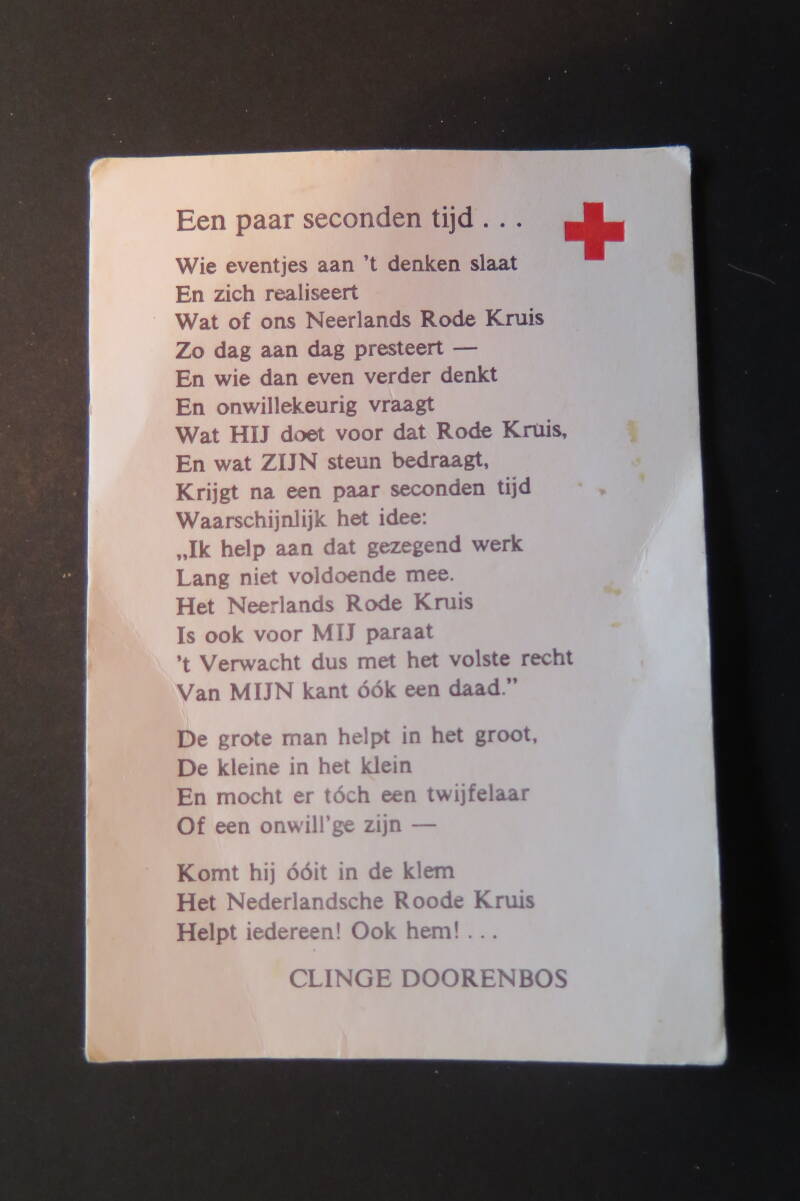 Een paar seconden tijd . . .
Wie eventjes aan 't denken slaat
En zich realiseert
Wat of ons Neerlands Rode Kruis
Zo dag aan dag presteert —
En wie dan even verder denkt
En onwillekeurig vraagt
Wat HIJ doet voor dat Rode Kruis,
En wat ZIJN steun bedraagt,
Krijgt na een paar seconden tijd
Waarschijnlijk het idee:
„Ik help aan dat gezegend werk
Lang niet voldoende mee.
Het Neerlands Rode Kruis
Is ook voor MIJ paraat
't Verwacht dus met het volste recht
Van MIJN kant óók een daad.”
De grote man helpt in het groot,
De kleine in het klein
En mocht er tóch een twijfelaar
Of een onwill'ge zijn —
Komt hij óóit in de klem
Het Nederlandsche Roode Kruis
Helpt iedereen! Ook hem! . . .
CLINGE DOORENBOS